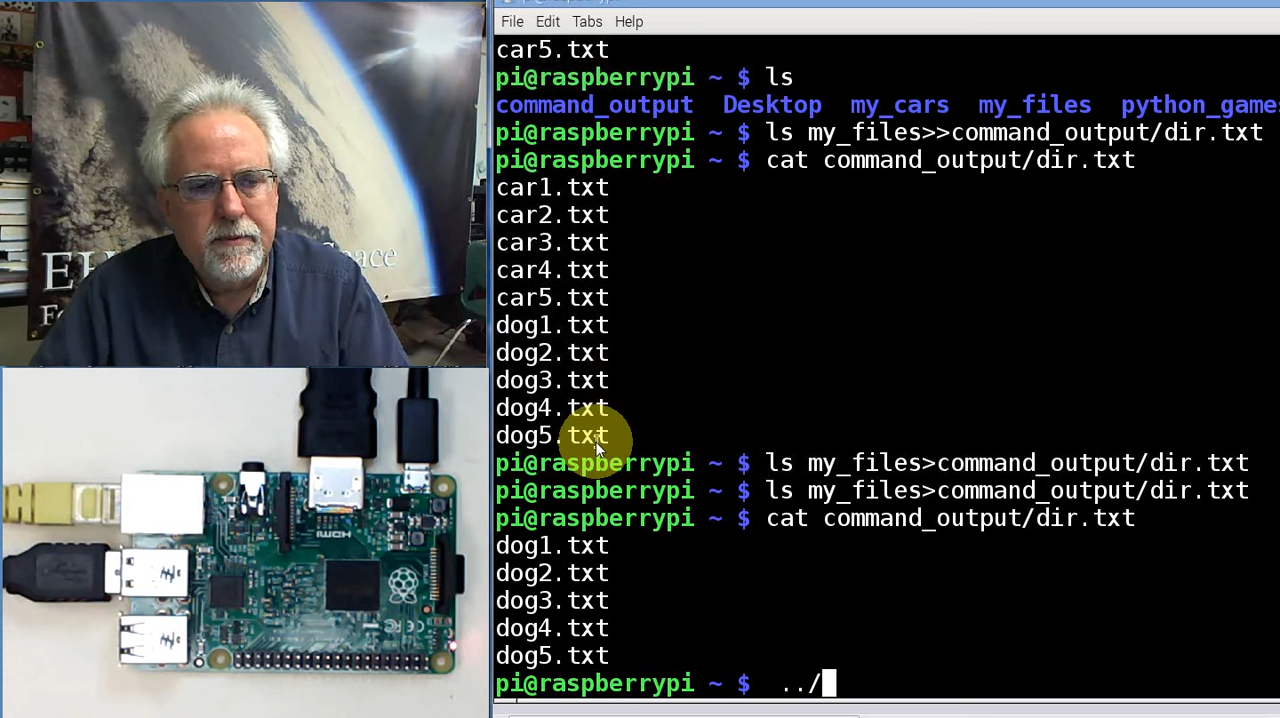 File Edit Tabs Help
car5.txt
pi@raspberrypi ~ $ ls
command_output Desktop my_cars my_files python_game
pi@raspberrypi ~ $ ls my_files>>command_output/dir.txt
pi@raspberrypi ~ $ cat command_output/dir.txt
car1.txt
car2.txt
car3.txt
car4.txt
car5.txt
dog1.txt
dog2.txt
dog3.txt
dog4.txt
dog5.txt
pi@raspberrypi ~ $ ls my_files>command_output/dir.txt
pi@raspberrypi ~ $ ls my_files>command_output/dir.txt
pi@raspberrypi ~ $ cat command_output/dir.txt
dog1.txt
dog2.txt
dog3.txt
dog4.txt
dog5.txt
pi@raspberrypi ~ $ ../
HDMI